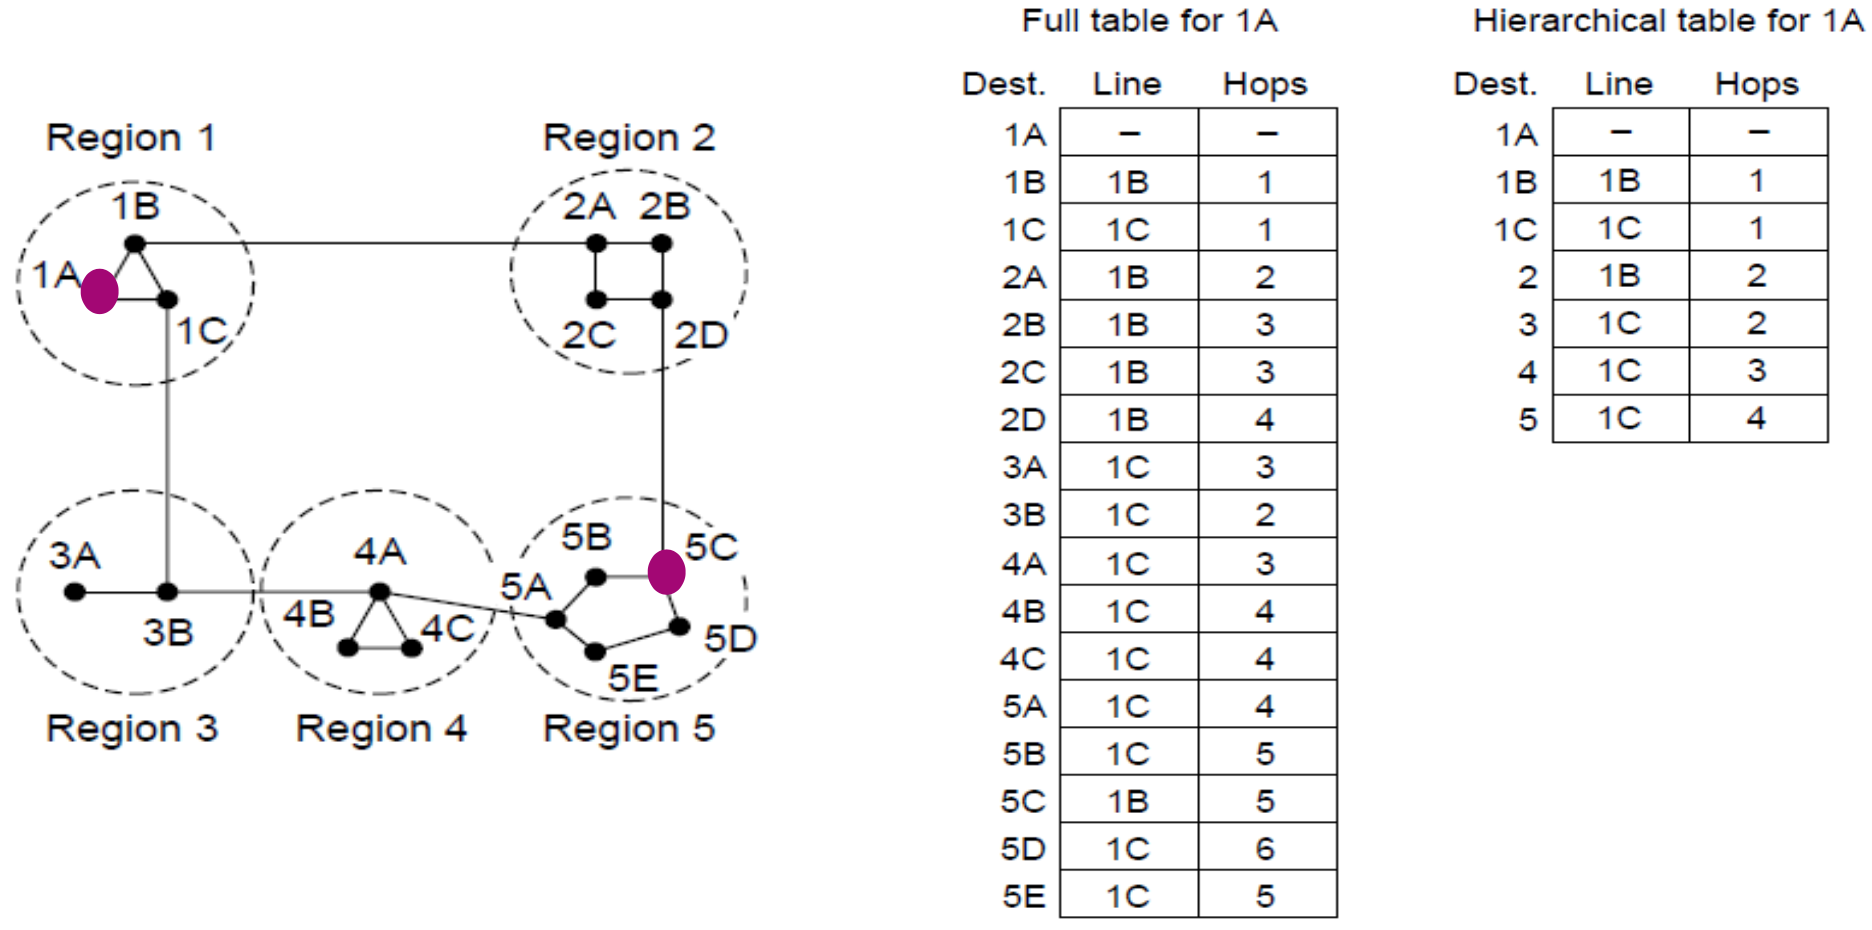 Region 1
1B
1A
1C
Region 2
2A 2B
2C 2D
3A
3B
Region 3
4A
4B 4C
Region 4
5B 5C
5A
5D
5E
Region 5
Full table for 1A
Dest. Line Hops
1A – –
1B 1B 1
1C 1C 1
2A 1B 2
2B 1B 3
2C 1B 3
2D 1B 4
3A 1C 3
3B 1C 2
4A 1C 3
4B 1C 4
4C 1C 4
5A 1C 4
5B 1C 5
5C 1B 5
5D 1C 6
5E 1C 5
Hierarchical table for 1A
Dest. Line Hops
1A – –
1B 1B 1
1C 1C 1
2 1B 2
3 1C 2
4 1C 3
5 1C 4